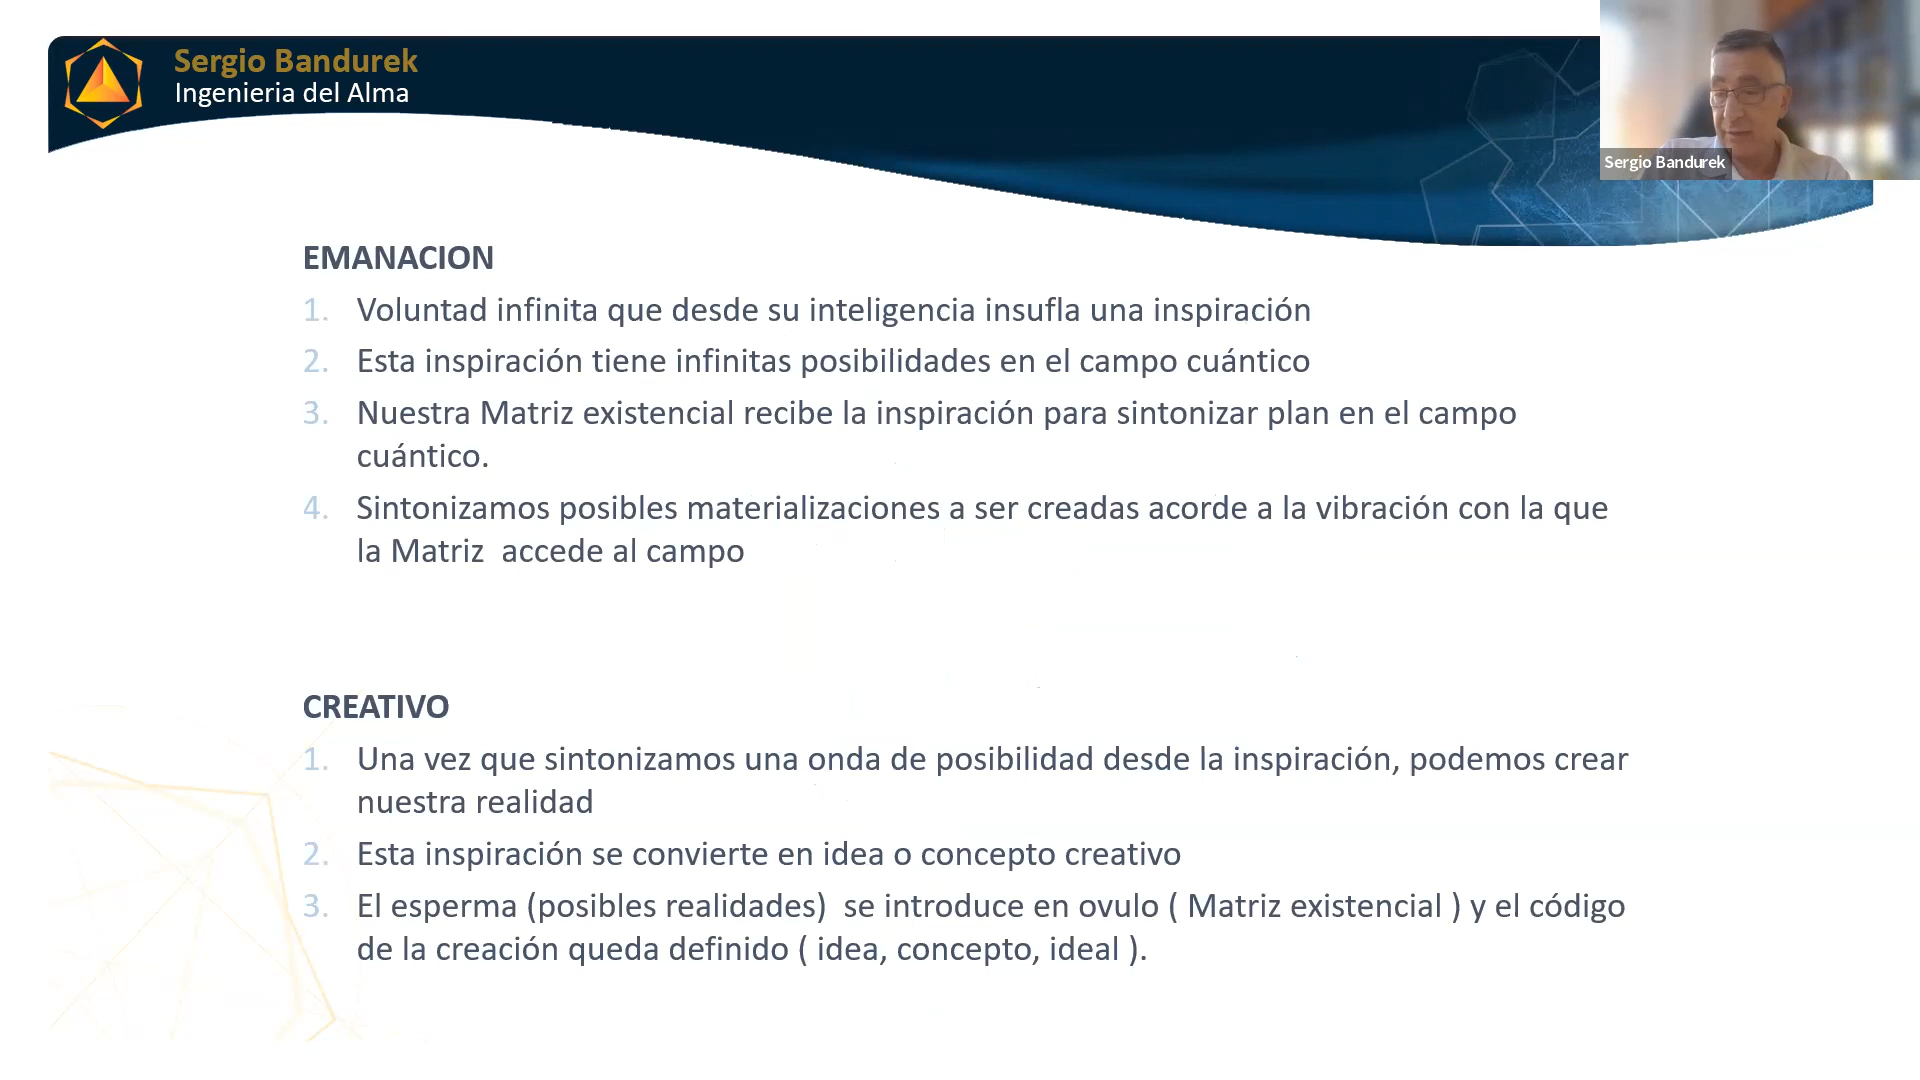 Sergio Bandurek
Ingenieria del Alma
Sergio Bandurek
EMANACION
1. Voluntad infinita que desde su inteligencia insufla una inspiración
2. Esta inspiración tiene infinitas posibilidades en el campo cuántico
3. Nuestra Matriz existencial recibe la inspiración para sintonizar plan en el campo
cuántico.
4. Sintonizamos posibles materializaciones a ser creadas acorde a la vibración con la que
la Matriz  accede al campo
CREATIVO
1. Una vez que sintonizamos una onda de posibilidad desde la inspiración, podemos crear
nuestra realidad
2. Esta inspiración se convierte en idea o concepto creativo
3. El esperma (posibles realidades)  se introduce en ovulo ( Matriz existencial ) y el código
de la creación queda definido ( idea, concepto, ideal ).